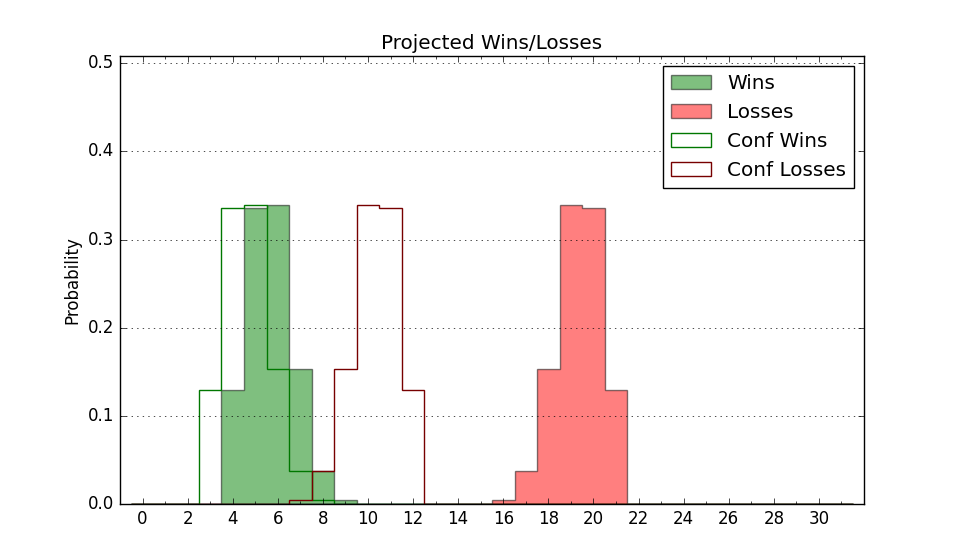 Projected Wins/Losses
0.5
0.4
0.3
0.2
0.1
0.0
Probability
Wins
Losses
Conf Wins
Conf Losses
0 2 4 6 8 10 12 14 16 18 20 22 24 26 28 30